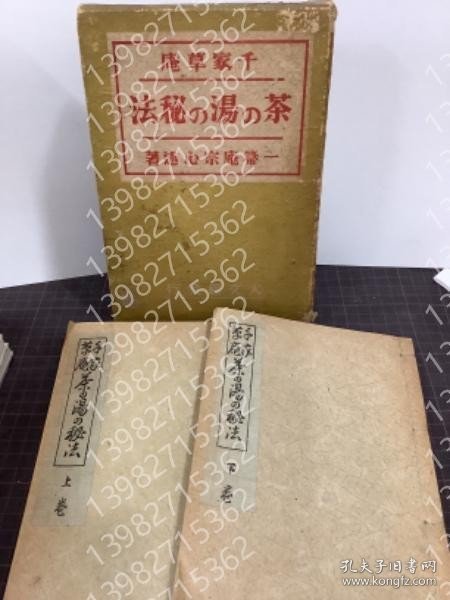 千家草庵
茶の湯の秘法
一落庵宗心遠著
千家
草庵
茶の湯の秘法
上巻
千家
草庵
茶の湯の秘法
下巻
13982715362
孔夫子旧书网
www.kongfz.com